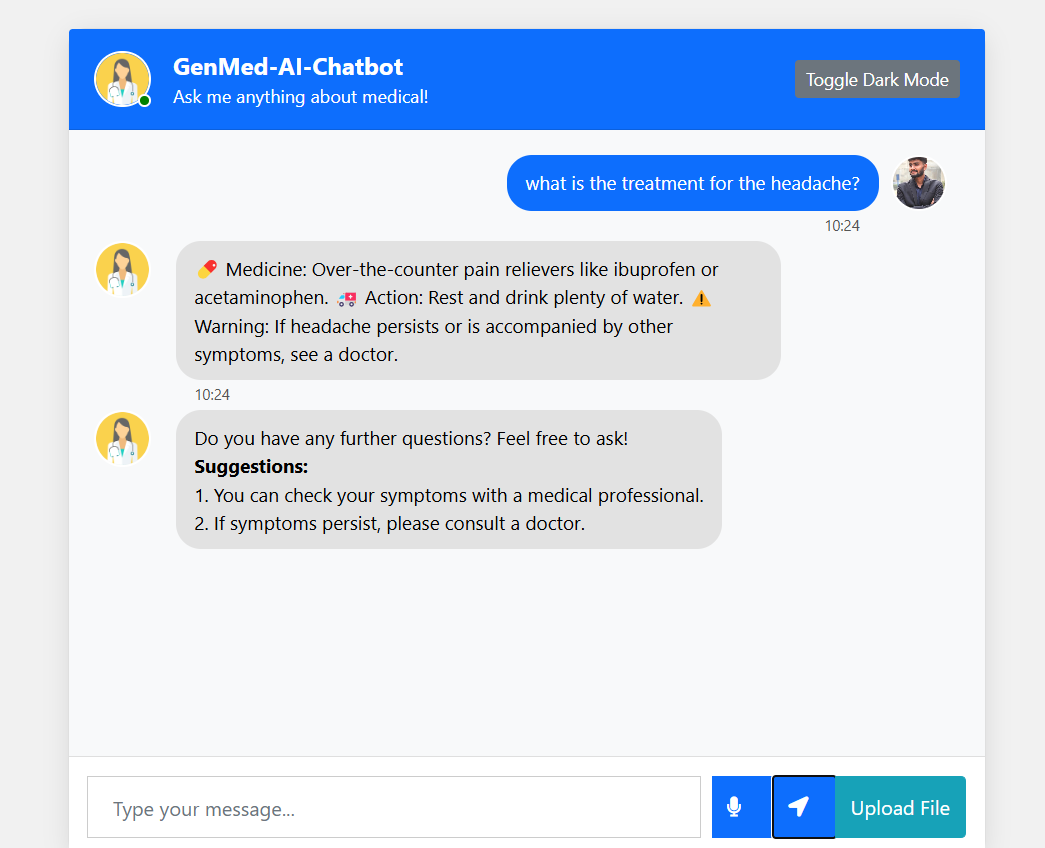 GenMed-AI-Chatbot
Ask me anything about medical!
Toggle Dark Mode
what is the treatment for the headache?
10:24
💊 Medicine: Over-the-counter pain relievers like ibuprofen or
acetaminophen. 🚑 Action: Rest and drink plenty of water. ⚠️
Warning: If headache persists or is accompanied by other
symptoms, see a doctor.
10:24
Do you have any further questions? Feel free to ask!
Suggestions:
1. You can check your symptoms with a medical professional.
2. If symptoms persist, please consult a doctor.
Type your message...
Upload File